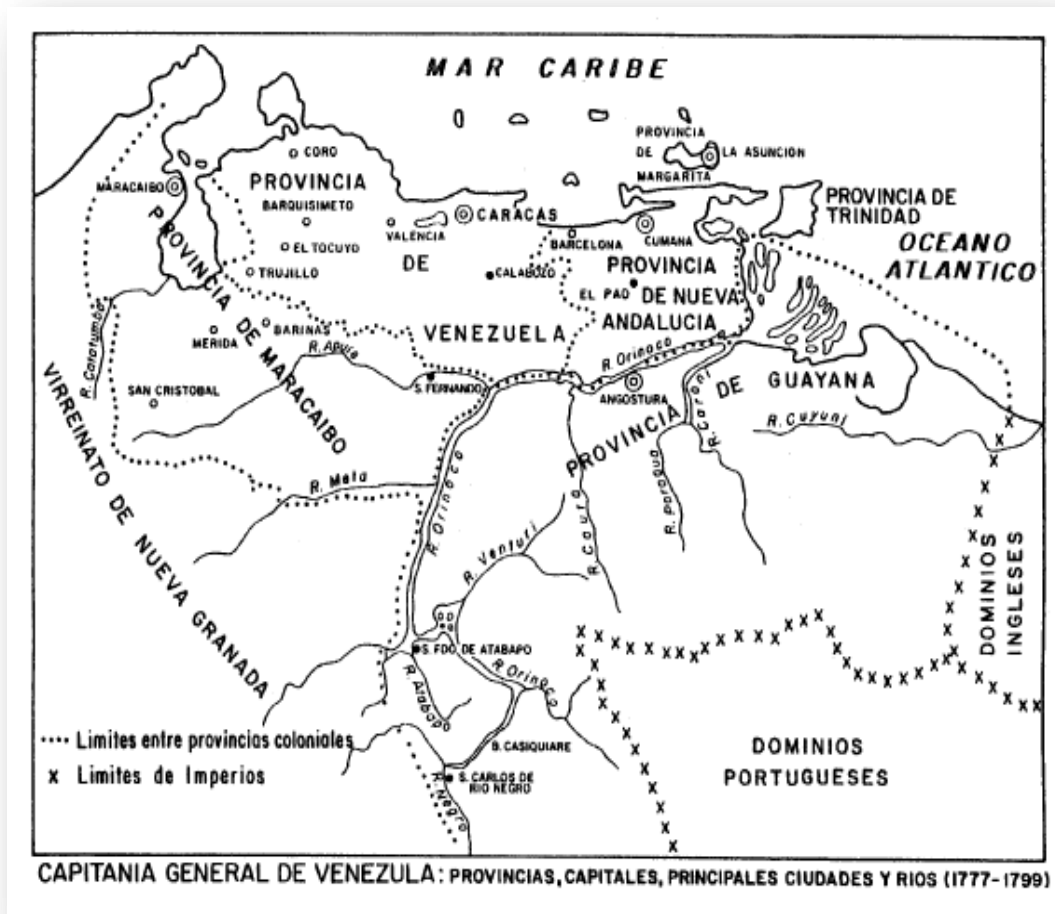 MAR CARIBE
PROVINCIA
DE
MARGARITA
LA ASUNCION
CORO
MARACAIBO
PROVINCIA
DE
VENEZUELA
BARQUISIMETO
VALENCIA
CARACAS
EL TOCUYO
TRUJILLO
CALABOZO
BARCELONA
CUMANA
PROVINCIA DE
TRINIDAD
OCEANO
ATLANTICO
PROVINCIA
DE NUEVA
ANDALUCIA
EL PAO
PROVINCIA DE MARACAIBO
MERIDA
BARINAS
R. Apure
S. FERNANDO
SAN CRISTOBAL
R. Catatumbo
R. Orinoco
ANGOSTURA
PROVINCIA
DE
GUAYANA
R. Caroni
R. Cuyuni
R. Paragua
R. Caura
R. Meta
R. Orinoco
R. Venturi
VIRREINATO DE NUEVA GRANADA
S. FDO DE ATABAPO
R. Atabapo
R. Orinoco
B. CASIQUIARE
S. CARLOS DE
RIO NEGRO
R. Negro
DOMINIOS
INGLESES
DOMINIOS
PORTUGUESES
.... Limites entre provincias coloniales
x Limites de Imperios
CAPITANIA GENERAL DE VENEZULA: PROVINCIAS, CAPITALES, PRINCIPALES CIUDADES Y RIOS (1777-1799)